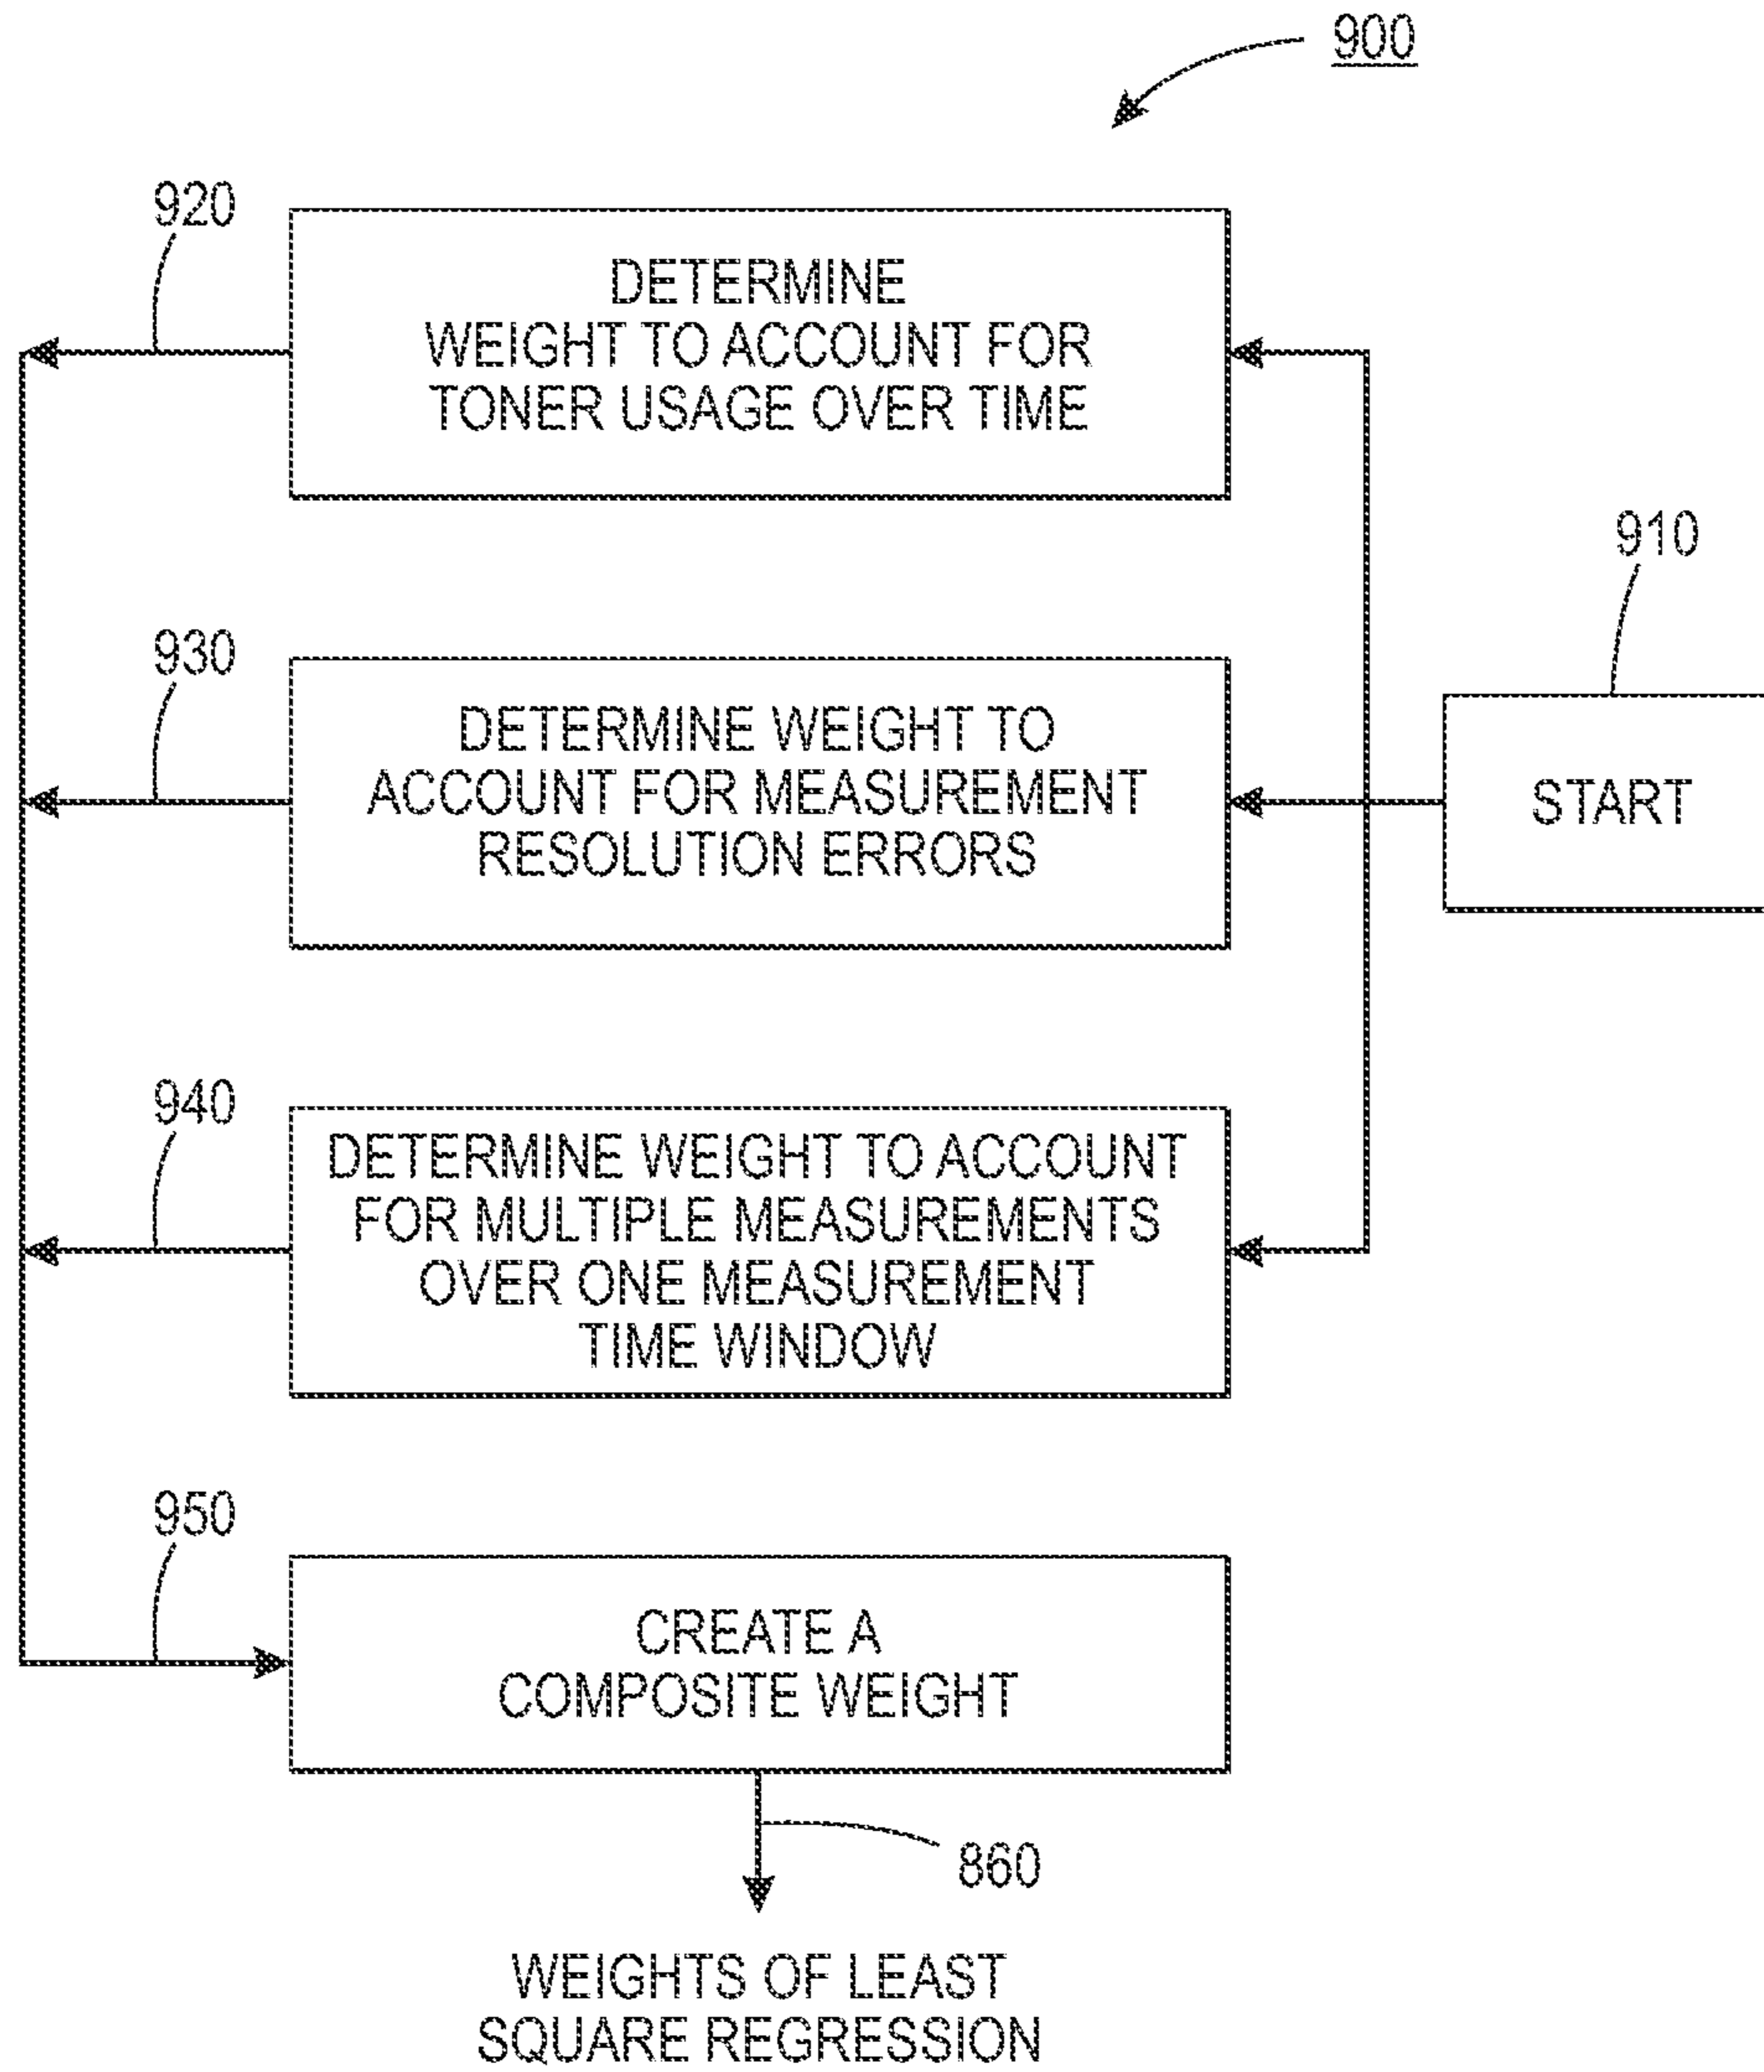 900
920
DETERMINE
WEIGHT TO ACCOUNT FOR
TONER USAGE OVER TIME
910
930
DETERMINE WEIGHT TO
ACCOUNT FOR MEASUREMENT
RESOLUTION ERRORS
START
940
DETERMINE WEIGHT TO ACCOUNT
FOR MULTIPLE MEASUREMENTS
OVER ONE MEASUREMENT
TIME WINDOW
950
CREATE A
COMPOSITE WEIGHT
860
WEIGHTS OF LEAST
SQUARE REGRESSION